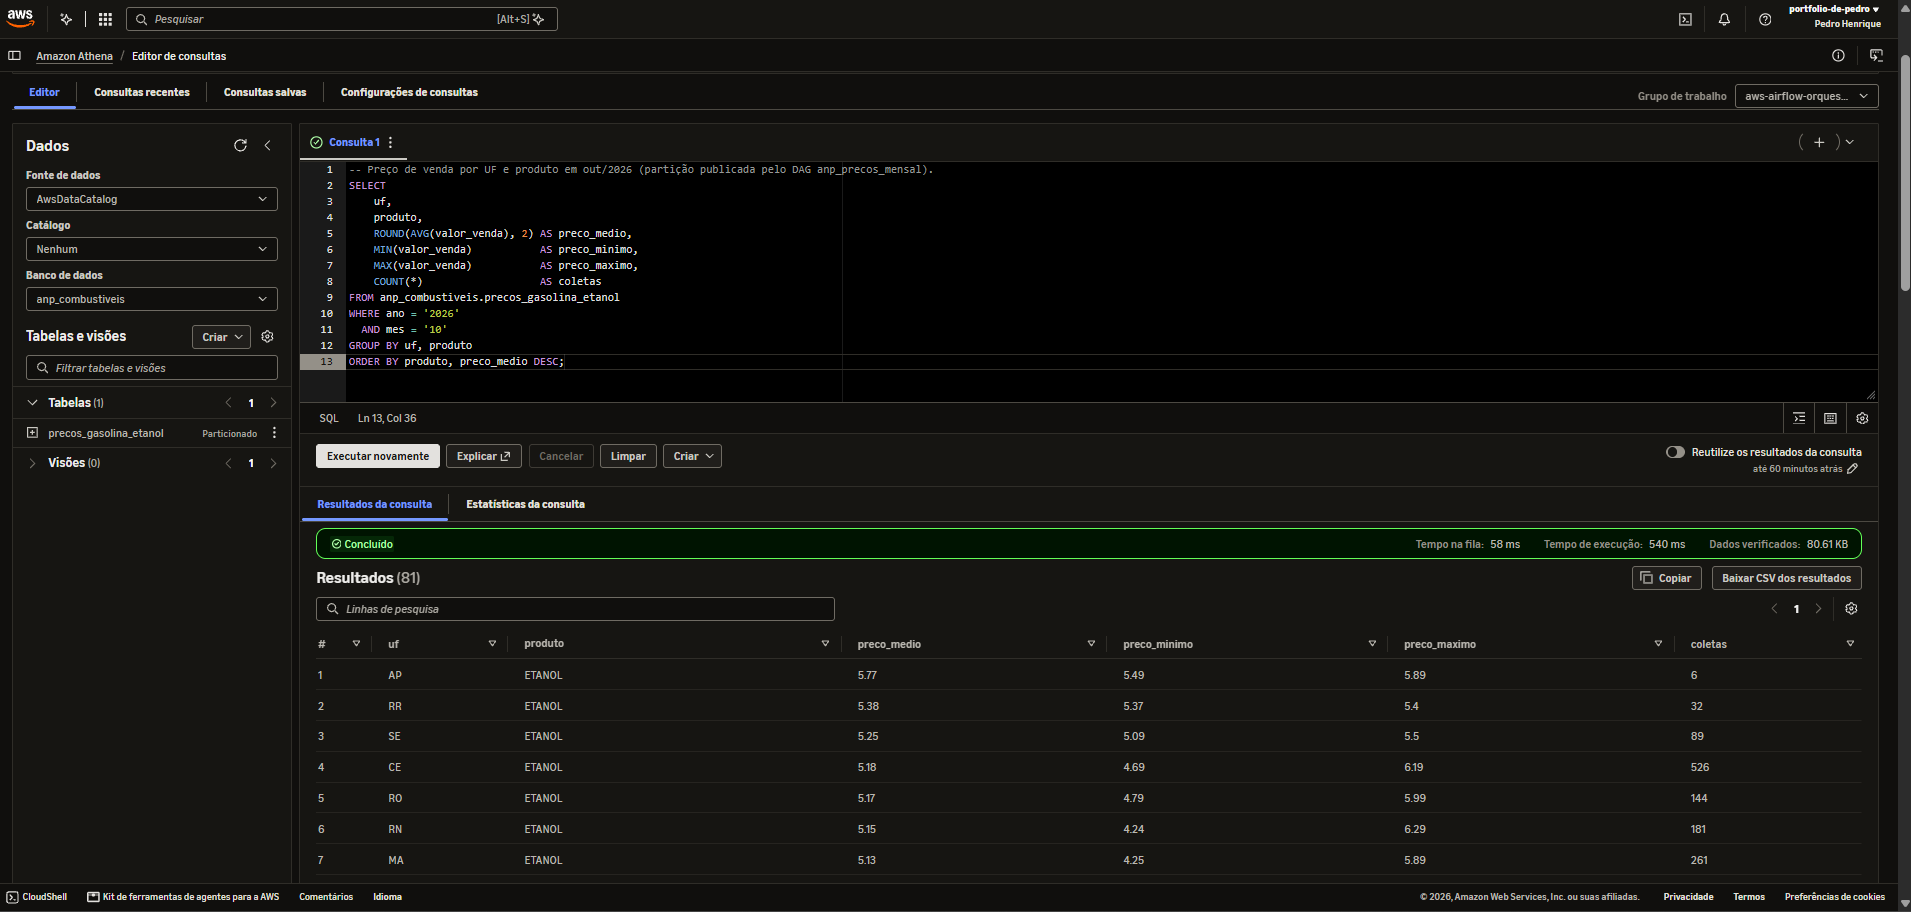 aws
Pesquisar
[Alt+S]
portfolio-de-pedro
Pedro Henrique
Amazon Athena / Editor de consultas
Editor
Consultas recentes
Consultas salvas
Configurações de consultas
Grupo de trabalho
aws-airflow-orques...
Dados
Fonte de dados
AwsDataCatalog
Catálogo
Nenhum
Banco de dados
anp_combustiveis
Tabelas e visões
Criar
Filtrar tabelas e visões
Tabelas (1)
1
precos_gasolina_etanol
Particionado
Visões (0)
1
Consulta 1
1 -- Preço de venda por UF e produto em out/2026 (partição publicada pelo DAG anp_precos_mensal).
2 SELECT
3 uf,
4 produto,
5 ROUND(AVG(valor_venda), 2) AS preco_medio,
6 MIN(valor_venda) AS preco_minimo,
7 MAX(valor_venda) AS preco_maximo,
8 COUNT(*) AS coletas
9 FROM anp_combustiveis.precos_gasolina_etanol
10 WHERE ano = '2026'
11 AND mes = '10'
12 GROUP BY uf, produto
13 ORDER BY produto, preco_medio DESC;
SQL
Ln 13, Col 36
Executar novamente
Explicar
Cancelar
Limpar
Criar
Reutilize os resultados da consulta
até 60 minutos atrás
Resultados da consulta
Estatísticas da consulta
Concluído
Tempo na fila: 58 ms
Tempo de execução: 540 ms
Dados verificados: 80.61 KB
Resultados (81)
Copiar
Baixar CSV dos resultados
Linhas de pesquisa
1
# uf produto preco_medio preco_minimo preco_maximo coletas
1 AP ETANOL 5.77 5.49 5.89 6
2 RR ETANOL 5.38 5.37 5.4 32
3 SE ETANOL 5.25 5.09 5.5 89
4 CE ETANOL 5.18 4.69 6.19 526
5 RO ETANOL 5.17 4.79 5.99 144
6 RN ETANOL 5.15 4.24 6.29 181
7 MA ETANOL 5.13 4.25 5.89 261
CloudShell
Kit de ferramentas de agentes para a AWS
Comentários
Idioma
© 2026, Amazon Web Services, Inc. ou suas afiliadas.
Privacidade
Termos
Preferências de cookies